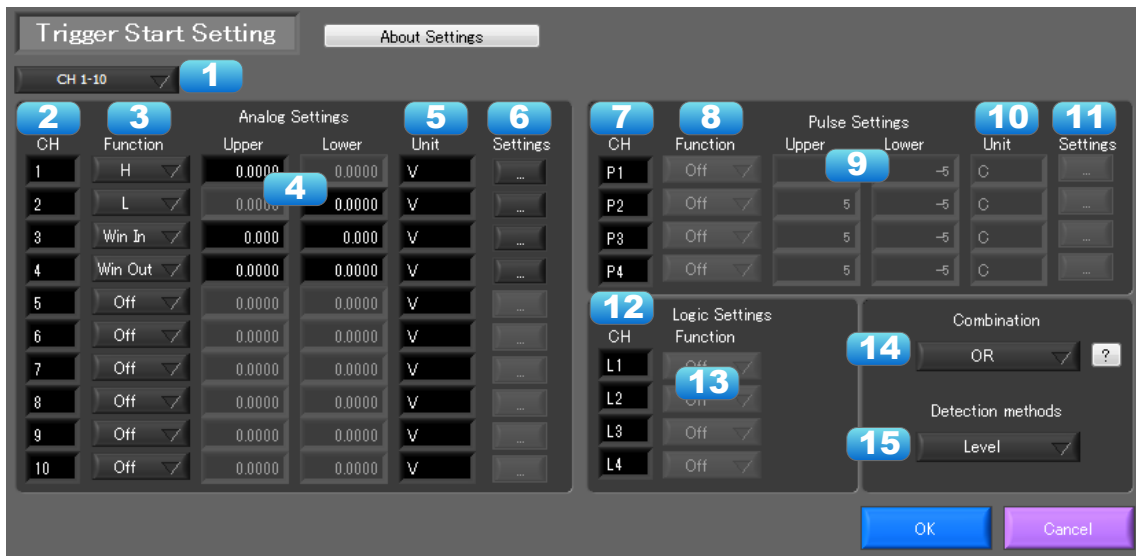 Trigger Start Setting
About Settings
CH 1-10
1
2 3 Analog Settings 5 6
CH Function Upper Lower Unit Settings
1 H 0.0000 0.0000 V ...
4
2 L 0.0000 0.0000 V ...
3 Win In 0.000 0.000 V ...
4 Win Out 0.0000 0.0000 V ...
5 Off 0.0000 0.0000 V ...
6 Off 0.0000 0.0000 V ...
7 Off 0.0000 0.0000 V ...
8 Off 0.0000 0.0000 V ...
9 Off 0.0000 0.0000 V ...
10 Off 0.0000 0.0000 V ...
7 8 Pulse Settings 10 11
CH Function Upper Lower Unit Settings
9
P1 Off -5 C ...
P2 Off 5 -5 C ...
P3 Off 5 -5 C ...
P4 Off 5 -5 C ...
12 Logic Settings
CH Function
L1 Off
13
L2 Off
L3 Off
L4 Off
Combination
14 OR ?
Detection methods
15 Level
OK Cancel